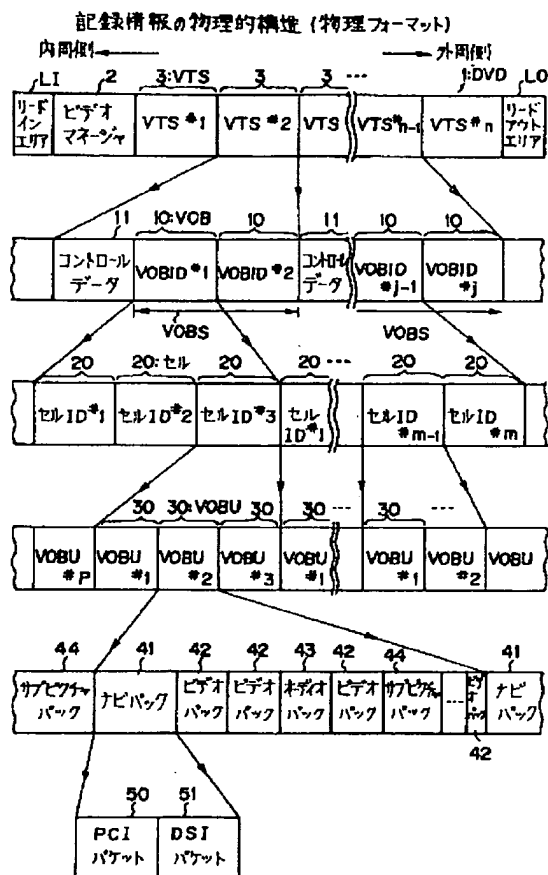 記録情報の物理的構造（物理フォーマット）
内周側 外周側
LI 2 3:VTS 3 3 … 1:DVD LO
リードインエリア ビデオマネージャ VTS#1 VTS#2 VTS VTS#n-1 VTS#n リードアウトエリア
11 10:VOB 10 11 10 10
コントロールデータ VOBID#1 VOBID#2 コントロールデータ VOBID#j-1 VOBID#j
VOBS VOBS
20 20:セル 20 20 … 20 20
セルID#1 セルID#2 セルID#3 セルID#1 セルID#m-1 セルID#m
30 30:VOBU 30 30 … 30 ---
VOBU#P VOBU#1 VOBU#2 VOBU#3 VOBU#1 VOBU#1 VOBU#2 VOBU
44 41 42 42 43 42 44 41
サブピクチャパック ナビパック ビデオパック ビデオパック オーディオパック ビデオパック サブピクチャパック --- ビデオパック ナビパック
42
50 51
PCIパケット DSIパケット